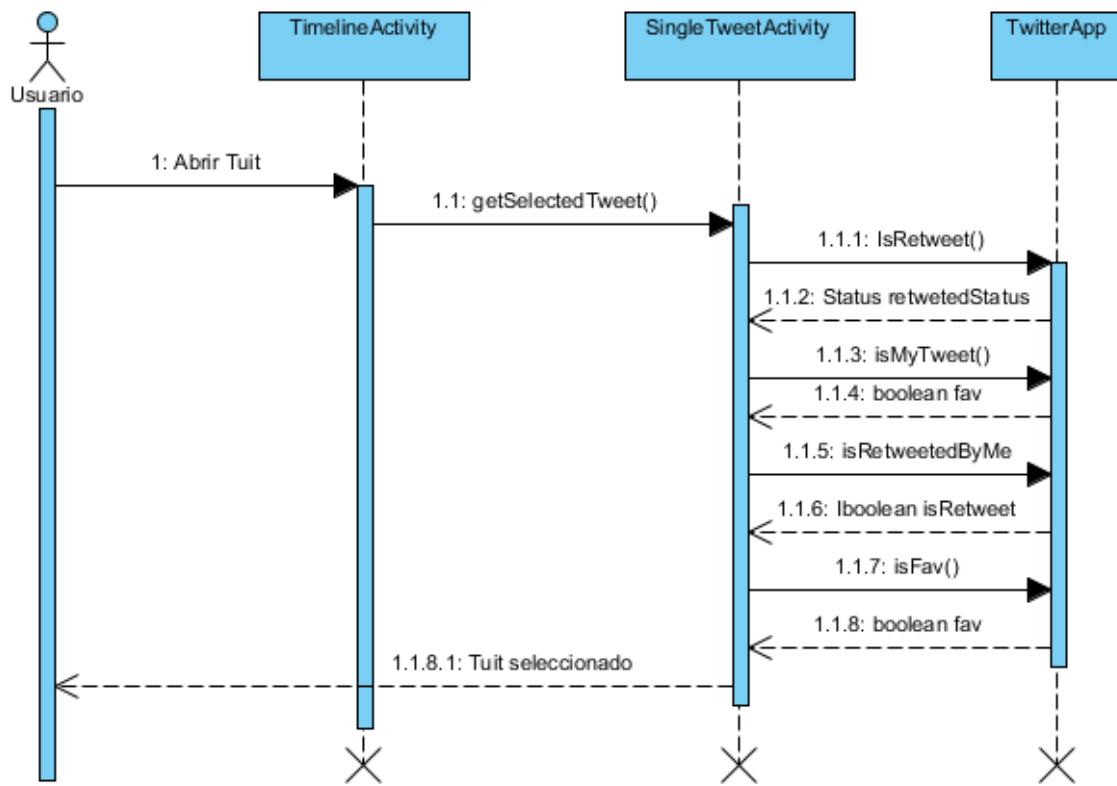 TimelineActivity
SingleTweetActivity
TwitterApp
Usuario
1: Abrir Tuit
1.1: getSelectedTweet()
1.1.1: IsRetweet()
1.1.2: Status retwetedStatus
1.1.3: isMyTweet()
1.1.4: boolean fav
1.1.5: isRetweetedByMe
1.1.6: Iboolean isRetweet
1.1.7: isFav()
1.1.8: boolean fav
1.1.8.1: Tuit seleccionado